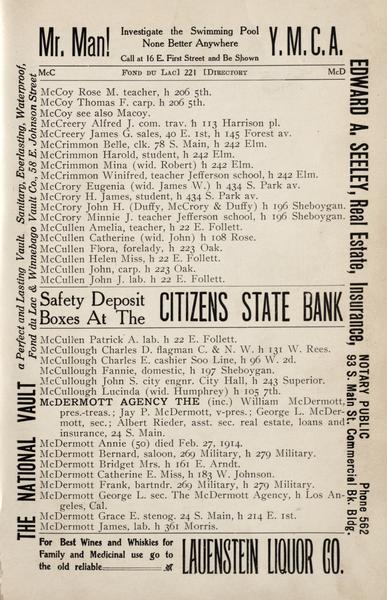 Mr. Man!
Investigate the Swimming Pool
None Better Anywhere
Call at 16 E. First Street and Be Shown
Y. M. C. A.
McC
FOND DU LAC] 221 [DIRECTORY
McD
McCoy Rose M. teacher, h 206 5th.
McCoy Thomas F. carp. h 206 5th.
McCoy see also Macoy.
McCreery Alfred J. com. trav. h 113 Harrison pl.
McCreery James G. sales, 40 E. 1st, h 145 Forest av.
McCrimmon Belle, clk. 78 S. Main, h 242 Elm.
McCrimmon Harold, student, h 242 Elm.
McCrimmon Mina (wid. Robert) h 242 Elm.
McCrimmon Winifred, teacher Jefferson school, h 242 Elm.
McCrory Eugenia (wid. James W.) h 434 S. Park av.
McCrory H. James, student, h 434 S. Park av.
McCrory John H. (Duffy, McCrory & Duffy) h 196 Sheboygan.
McCrory Minnie J. teacher Jefferson school, h 196 Sheboygan.
McCullen Amelia, teacher, h 22 E. Follett.
McCullen Catherine (wid. John) h 108 Rose.
McCullen Flora, forelady, h 223 Oak.
McCullen Helen Miss, h 22 E. Follett.
McCullen John, carp. h 223 Oak.
McCullen John J. lab. h 22 E. Follett.
Safety Deposit
Boxes At The
CITIZENS STATE BANK
McCullen Patrick A. lab. h 22 E. Follett.
McCullough Charles D. flagman C. & N. W. h 131 W. Rees.
McCullough Charles E. cashier Soo Line, h 96 W. 2d.
McCullough Fannie, domestic, h 197 Sheboygan.
McCullough John S. city engnr. City Hall, h 243 Superior.
McCullough Lucinda (wid. Humphrey) h 105 7th.
McDERMOTT AGENCY THE (inc.) William McDermott,
pres.-treas.; Jay P. McDermott, v-pres.; George L. McDer-
mott, sec.; Albert Rieder, asst. sec. real estate, loans and
insurance, 24 S. Main.
McDermott Annie (50) died Feb. 27, 1914.
McDermott Bernard, saloon, 269 Military, h 279 Military.
McDermott Bridget Mrs. h 161 E. Arndt.
McDermott Catherine E. Miss, h 183 W. Johnson.
McDermott Frank, bartndr. 269 Military, h 279 Military.
McDermott George L. sec. The McDermott Agency, h Los An-
geles, Cal.
McDermott Grace E. stenog. 24 S. Main, h 214 E. 1st.
McDermott James, lab. h 361 Morris.
For Best Wines and Whiskies for
Family and Medicinal use go to
the old reliable
LAUENSTEIN LIQUOR CO.
THE NATIONAL VAULT
a Perfect and Lasting Vault. Sanitary, Everlasting, Waterproof,
Fond du Lac & Winnebago Vault Co. 58 E. Johnson Street
EDWARD A. SEELEY, Real Estate, Insurance,
NOTARY PUBLIC Phone 562
93 S. Main St. Commercial Bk. Bldg.